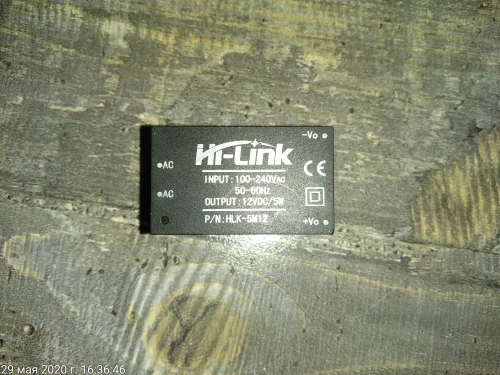 -Vo
Hi-Link
AC
INPUT:100-240VAC
50-60Hz
CE
AC
OUTPUT:12VDC/5W
P/N:HLK-5M12
+Vo
29 мая 2020 г. 16:36:46